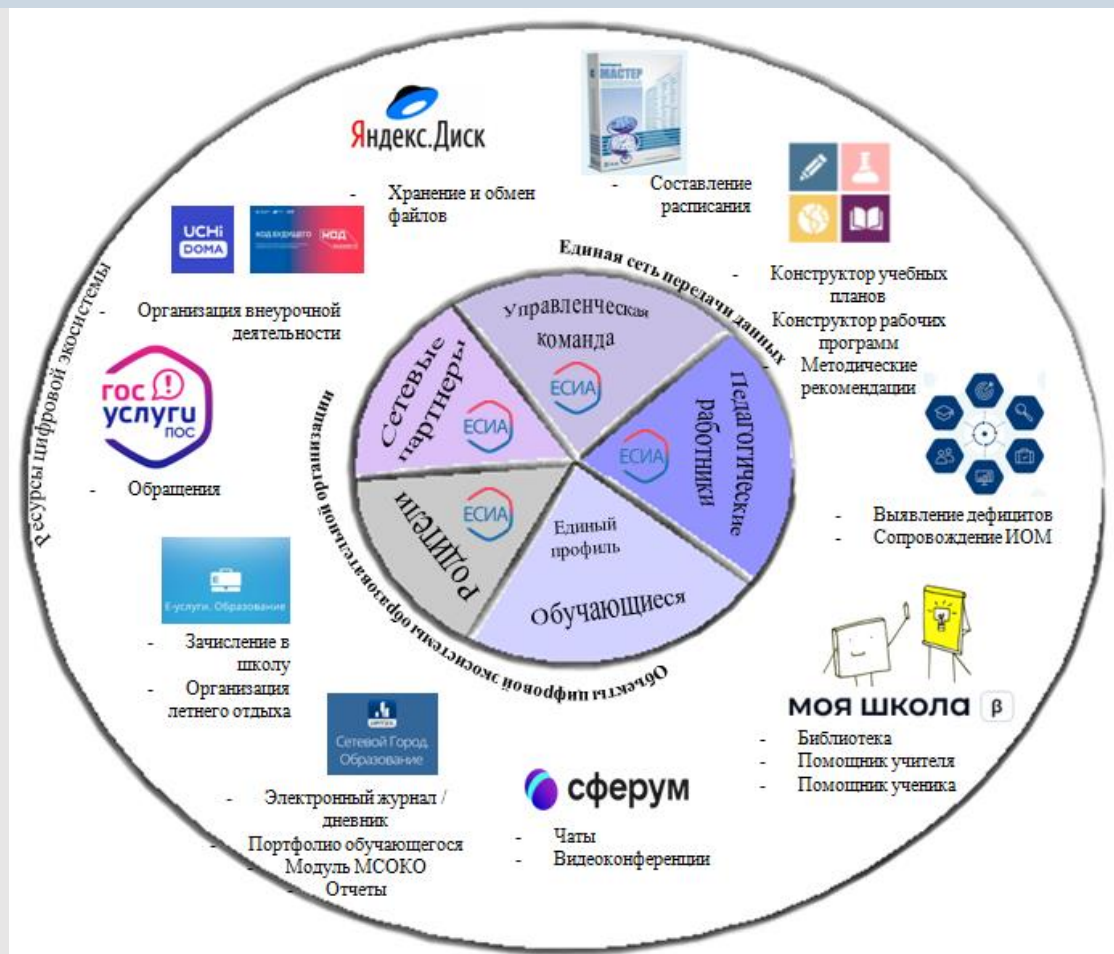 Яндекс.Диск
- Хранение и обмен
файлов
МАСТЕР
- Составление
расписания
- Конструктор учебных
планов
Конструктор рабочих
программ
- Методические
рекомендации
UCHi
DOMA
КОД БУДУЩЕГО
КОД
- Организация внеурочной
деятельности
Ресурсы цифровой экосистемы
Единая сеть передачи данных
Объекты цифровой экосистемы образовательной организации
Управленческая
команда
ЕСИА
Сетевые
партнеры
ЕСИА
Педагогические
работники
ЕСИА
Родители
ЕСИА
Единый
профиль
Обучающиеся
гос
услуги
пос
- Обращения
- Выявление дефицитов
- Сопровождение ИОМ
Е-услуги. Образование
- Зачисление в
школу
- Организация
летнего отдыха
моя школа β
- Библиотека
- Помощник учителя
- Помощник ученика
Сетевой Город.
Образование
- Электронный журнал /
дневник
- Портфолио обучающегося
- Модуль МСОКО
- Отчеты
сферум
- Чаты
- Видеоконференции